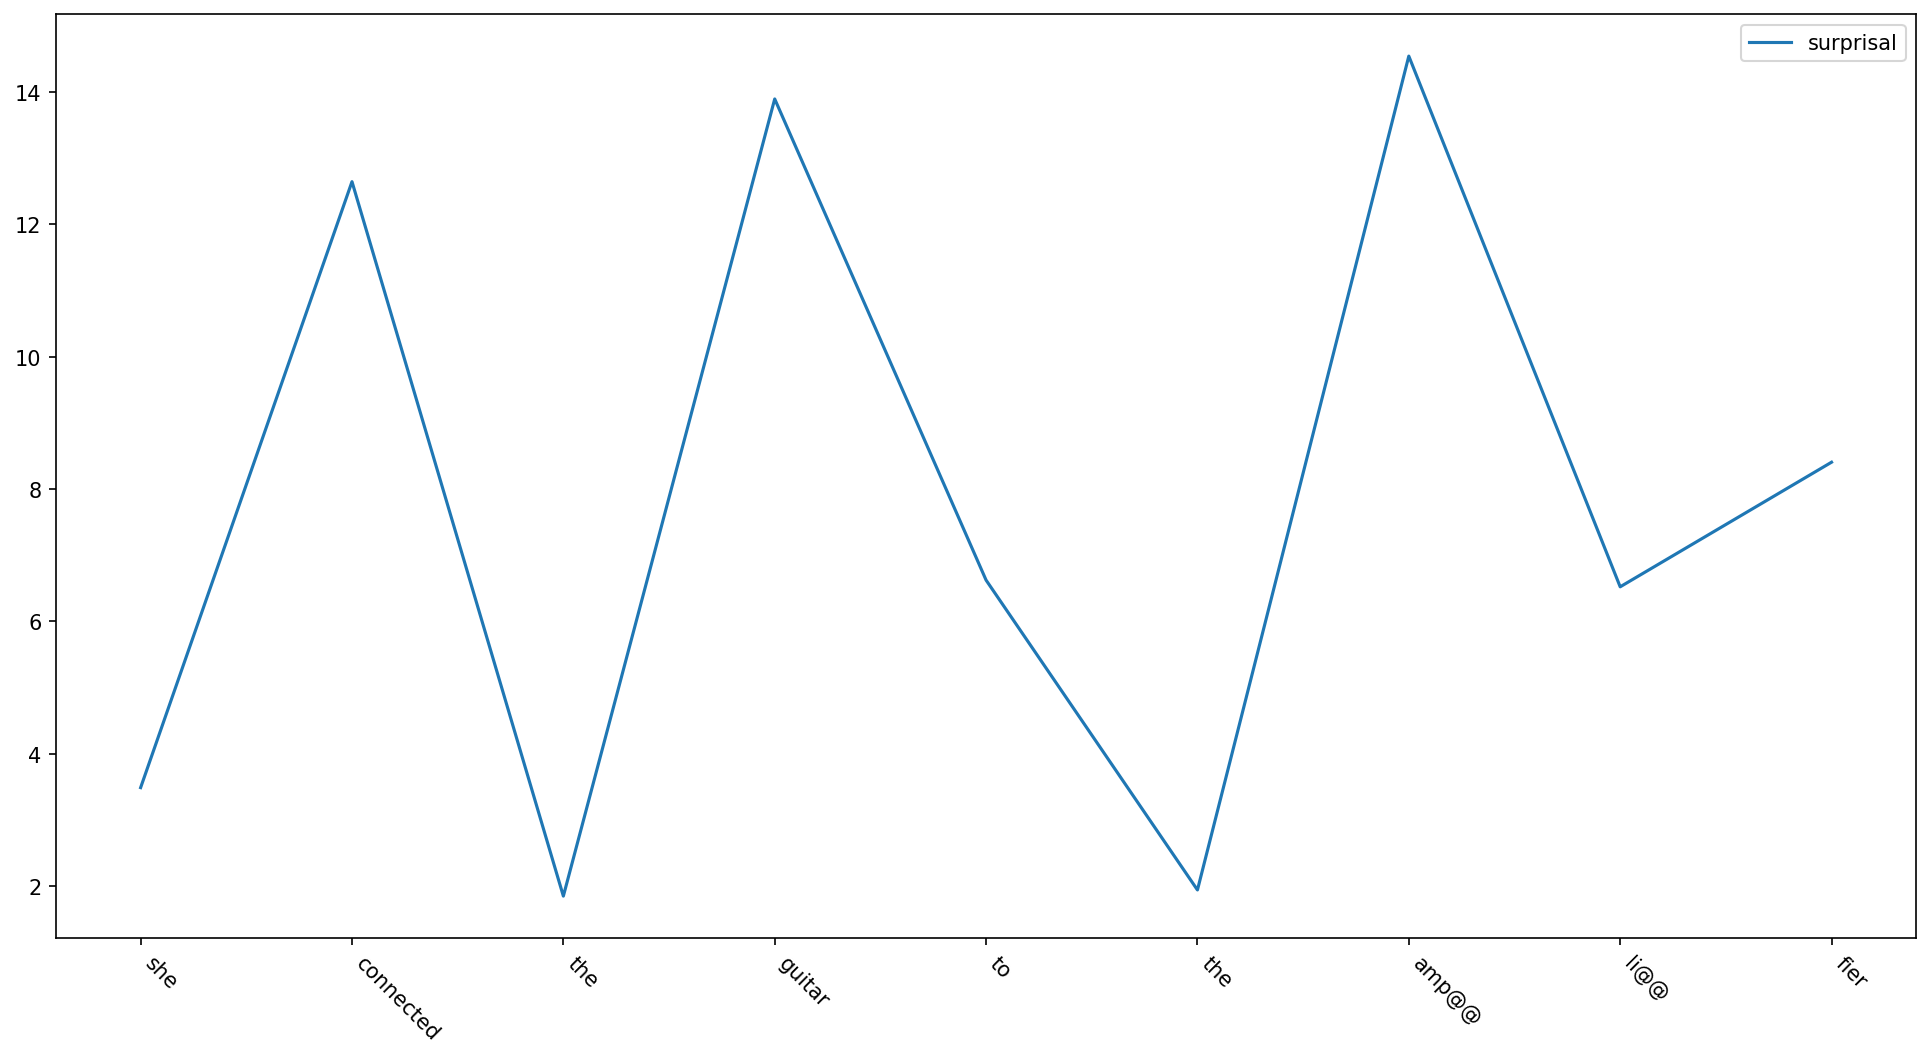 surprisal
14
12
10
8
6
4
2
she
connected
the
guitar
to
the
amp@@
li@@
fier